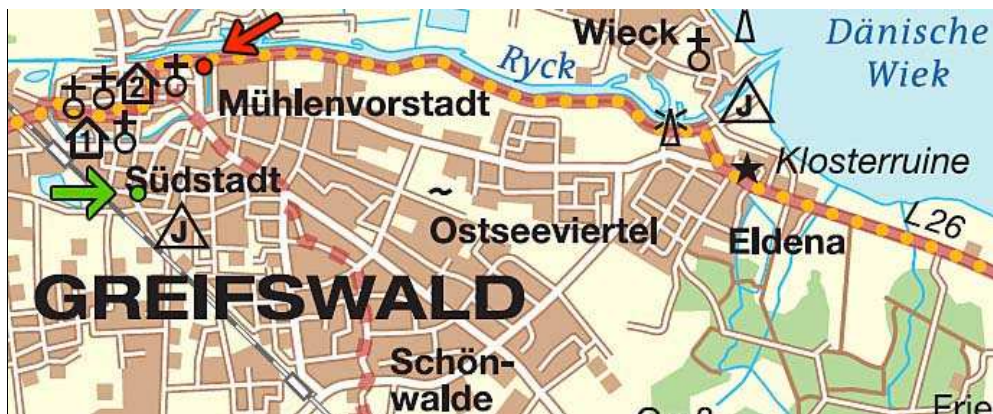 Wieck
Dänische
Wiek
Ryck
2
Mühlenvorstadt
J
1
Klosterruine
Südstadt
J
Ostseeviertel
Eldena
L26
GREIFSWALD
Schön-
walde